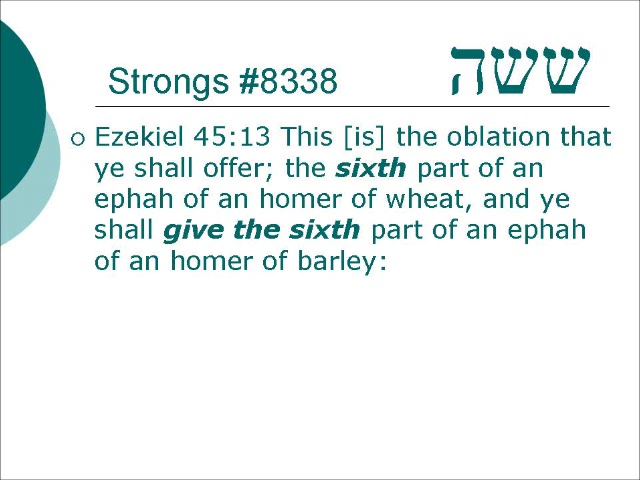 Strongs #8338 ששה
Ezekiel 45:13 This [is] the oblation that
ye shall offer; the sixth part of an
ephah of an homer of wheat, and ye
shall give the sixth part of an ephah
of an homer of barley: